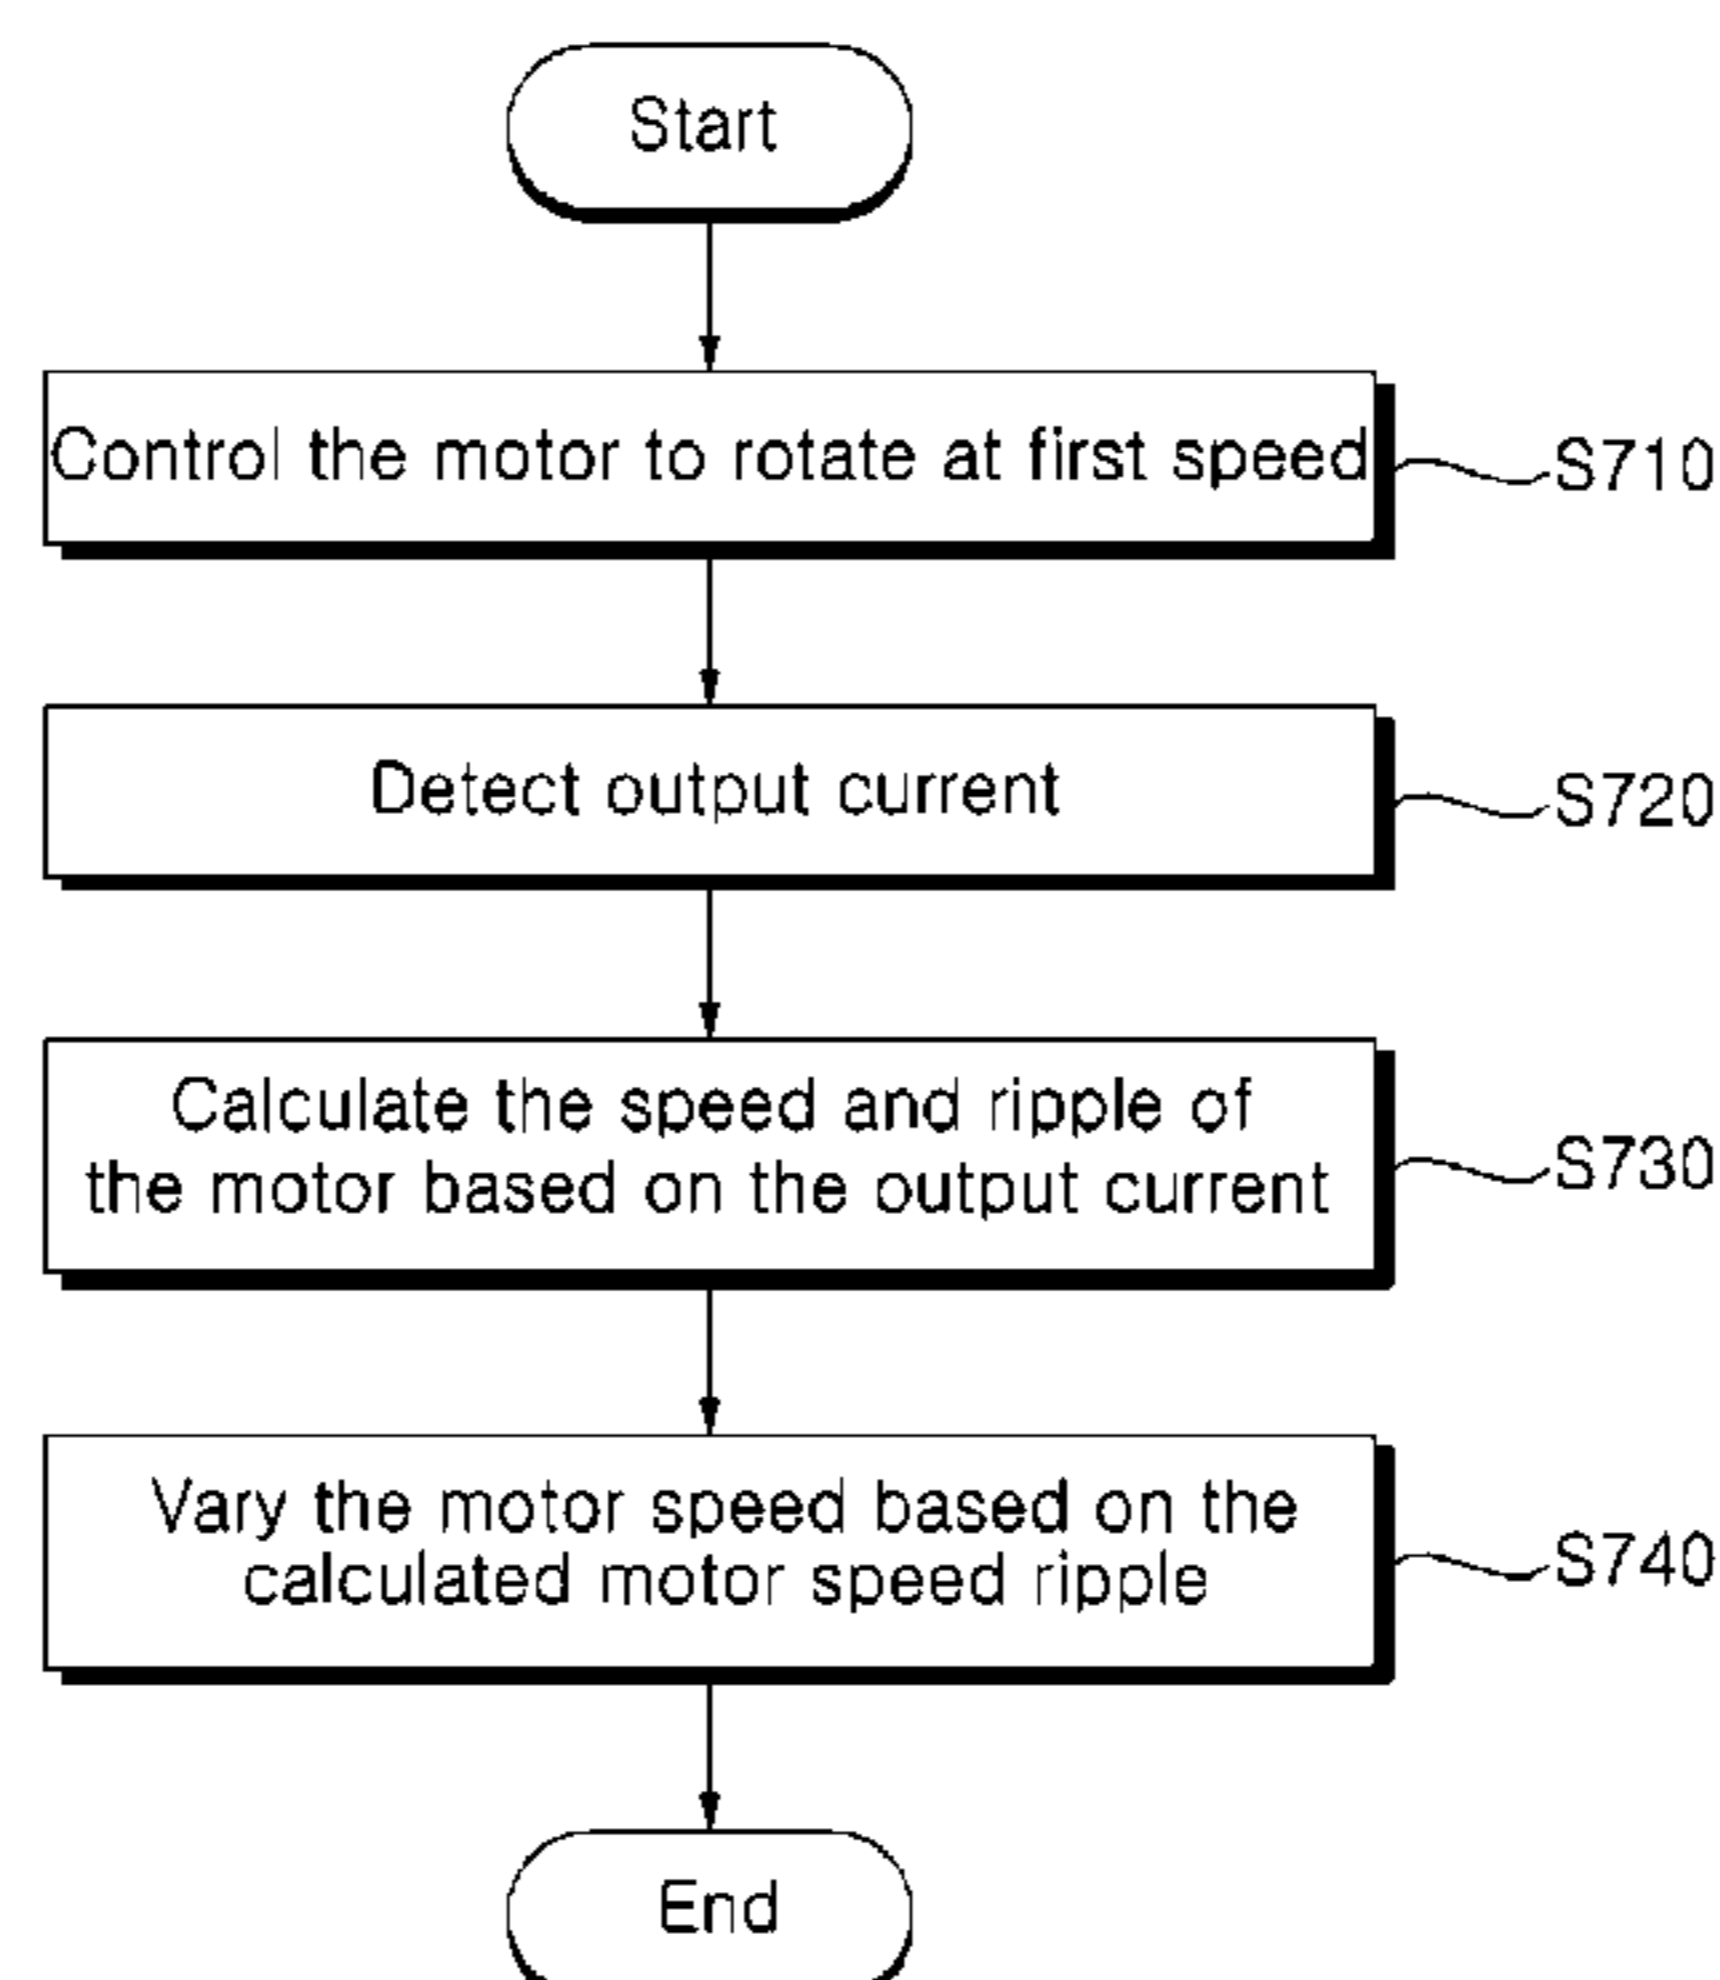 Start
Control the motor to rotate at first speed
S710
Detect output current
S720
Calculate the speed and ripple of
the motor based on the output current
S730
Vary the motor speed based on the
calculated motor speed ripple
S740
End